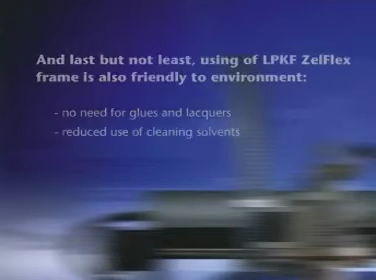 And last but not least, using of LPKF ZelFlex
frame is also friendly to environment:
- no need for glues and lacquers
- reduced use of cleaning solvents